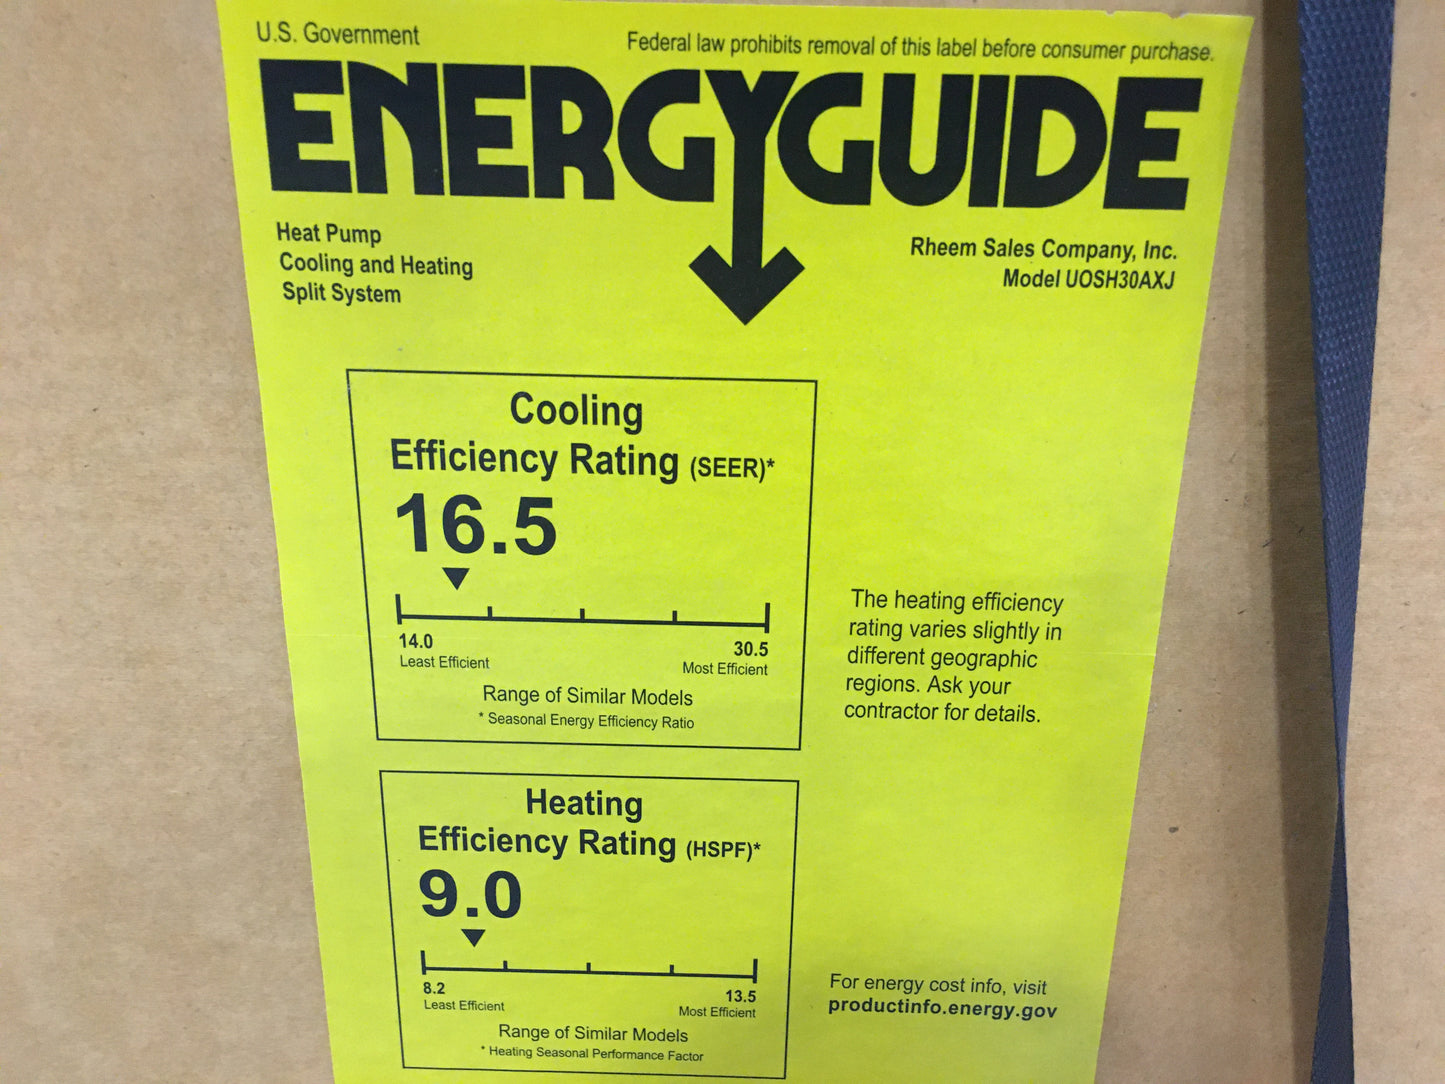 U.S. Government
Federal law prohibits removal of this label before consumer purchase.
ENERGYGUIDE
Heat Pump
Cooling and Heating
Split System
Rheem Sales Company, Inc.
Model UOSH30AXJ
Cooling
Efficiency Rating (SEER)*
16.5
14.0
30.5
Least Efficient
Most Efficient
Range of Similar Models
* Seasonal Energy Efficiency Ratio
The heating efficiency
rating varies slightly in
different geographic
regions. Ask your
contractor for details.
Heating
Efficiency Rating (HSPF)*
9.0
8.2
13.5
Least Efficient
Most Efficient
Range of Similar Models
* Heating Seasonal Performance Factor
For energy cost info, visit
productinfo.energy.gov